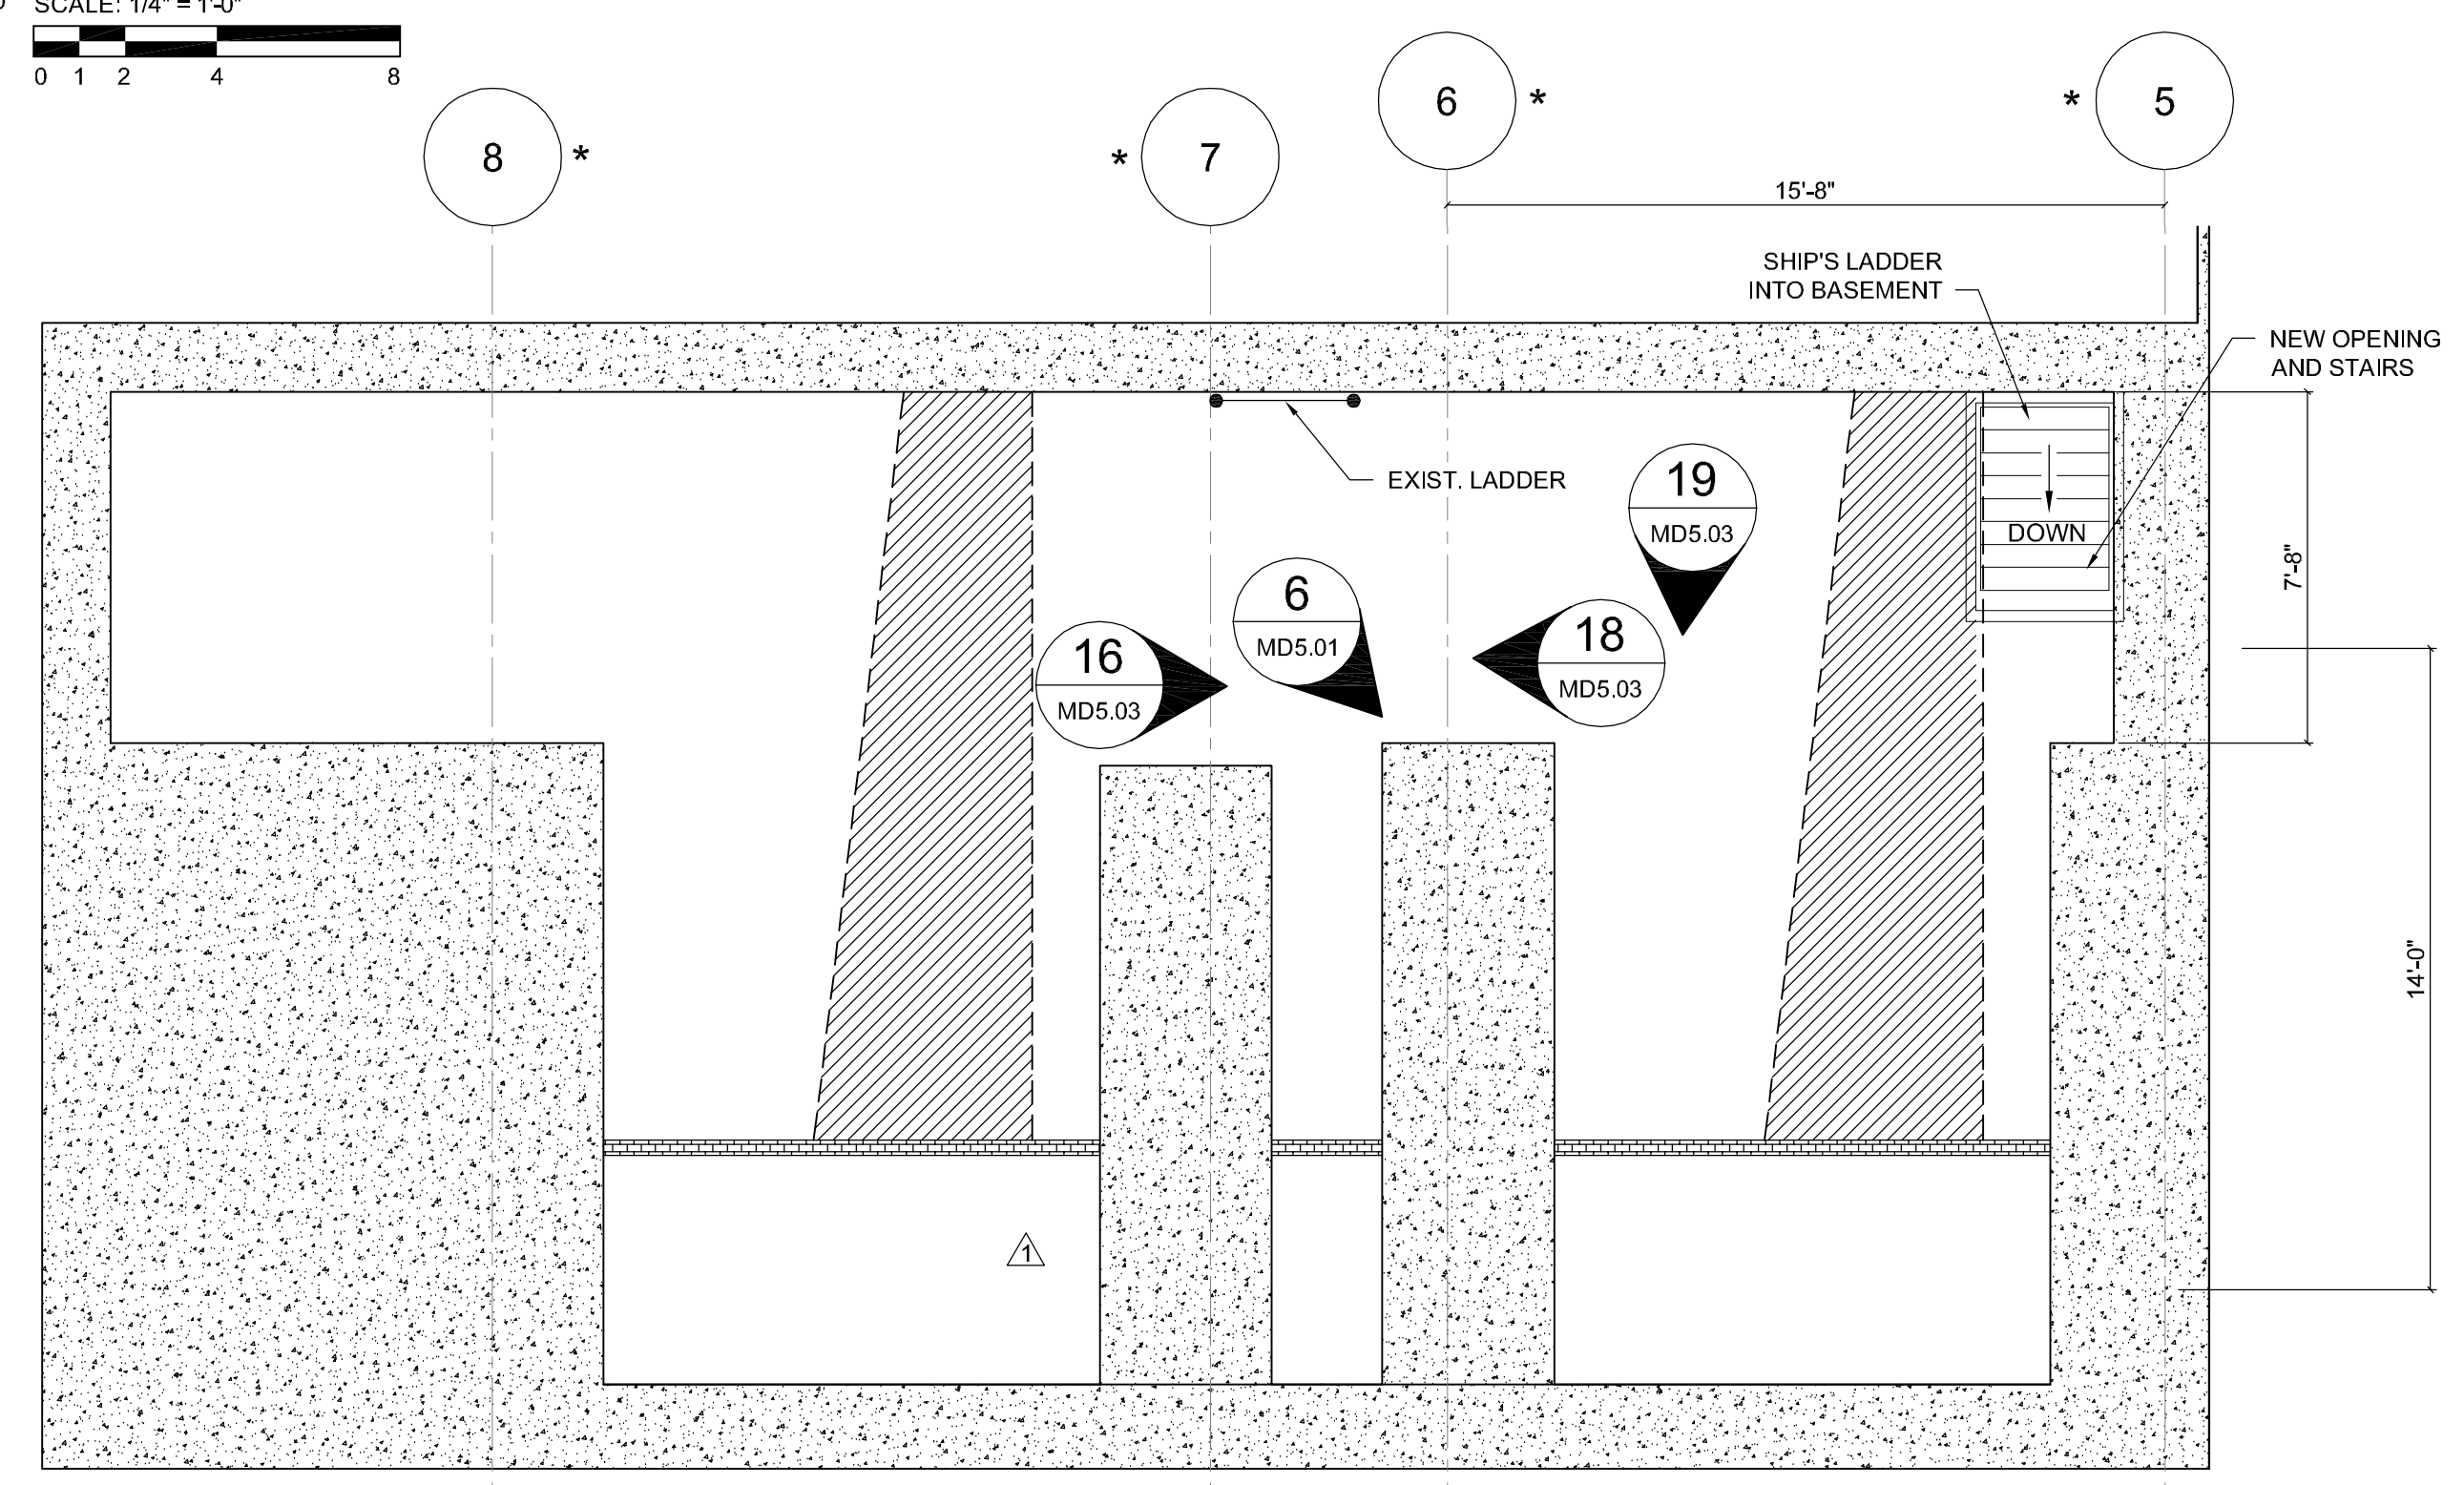 SCALE: 1/4" = 1'-0"
0 1 2 4 8
8 *
* 7
6 *
* 5
15'-8"
SHIP'S LADDER
INTO BASEMENT
NEW OPENING
AND STAIRS
EXIST. LADDER
19
MD5.03
DOWN
7'-8"
6
MD5.01
18
MD5.03
16
MD5.03
14'-0"
1